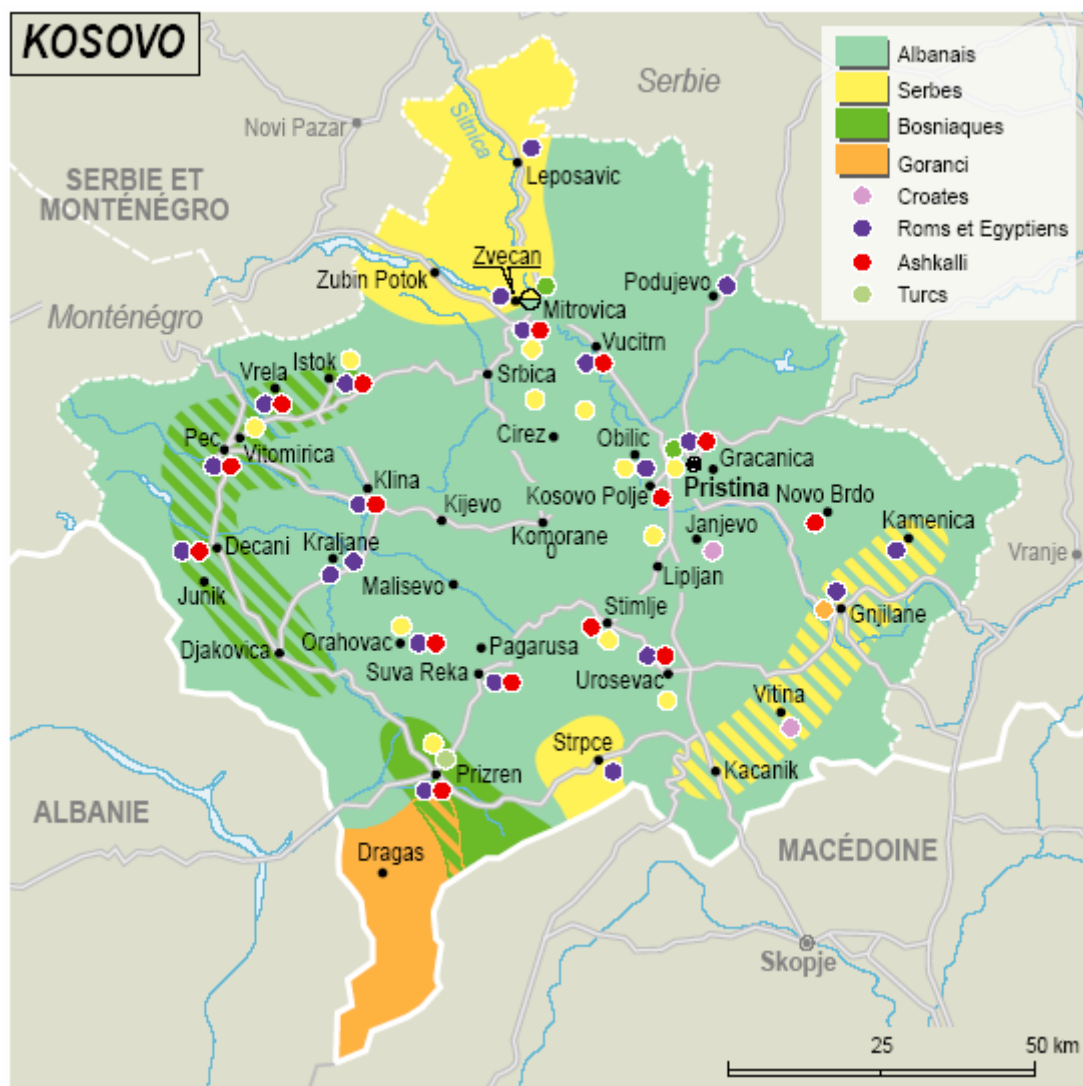 KOSOVO
Albanais
Serbes
Bosniaques
Goranci
Croates
Roms et Egyptiens
Ashkalli
Turcs
Serbie
Novi Pazar
Sitnica
Leposavic
SERBIE ET
MONTÉNÉGRO
Zvecan
Zubin Potok
Podujevo
Mitrovica
Monténégro
Vucitrn
Istok
Vrela
Srbica
Cirez
Obilic
Pec
Vitomirica
Gracanica
Pristina
Klina
Kosovo Polje
Novo Brdo
Kijevo
Kamenica
Komorane
Janjevo
Kraljane
Decani
Vranje
Junik
Malisevo
Lipljan
Stimlje
Gnjilane
Orahovac
Pagarusa
Djakovica
Suva Reka
Urosevac
Vitina
Strpce
Prizren
Kacanik
ALBANIE
MACÉDOINE
Dragas
Skopje
25
50 km